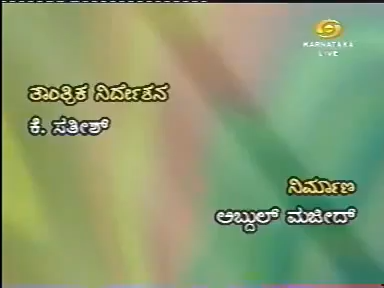 KARNATAKA
LIVE
ತಾಂತ್ರಿಕ ನಿರ್ದೇಶನ
ಕೆ. ಸತೀಶ್
ನಿರ್ಮಾಣ
ಅಬ್ದುಲ್ ಮಜೀದ್